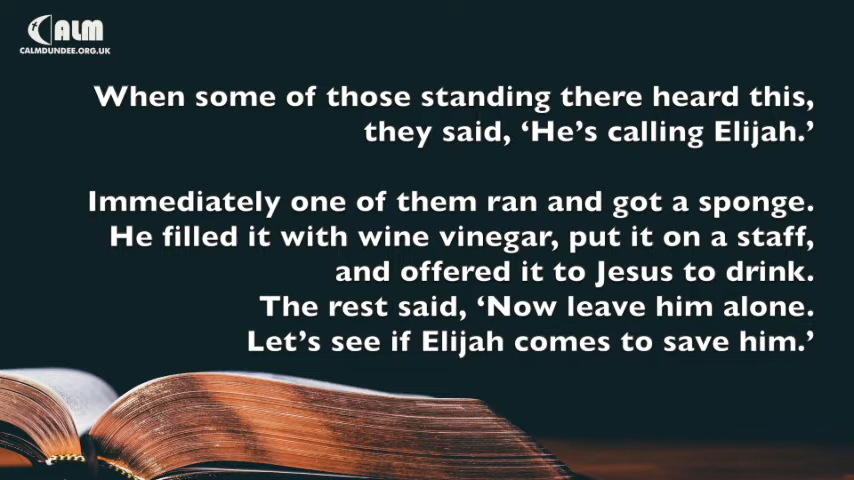 CALM
CALMDUNDEE.ORG.UK
When some of those standing there heard this,
they said, ‘He’s calling Elijah.’
Immediately one of them ran and got a sponge.
He filled it with wine vinegar, put it on a staff,
and offered it to Jesus to drink.
The rest said, ‘Now leave him alone.
Let’s see if Elijah comes to save him.’